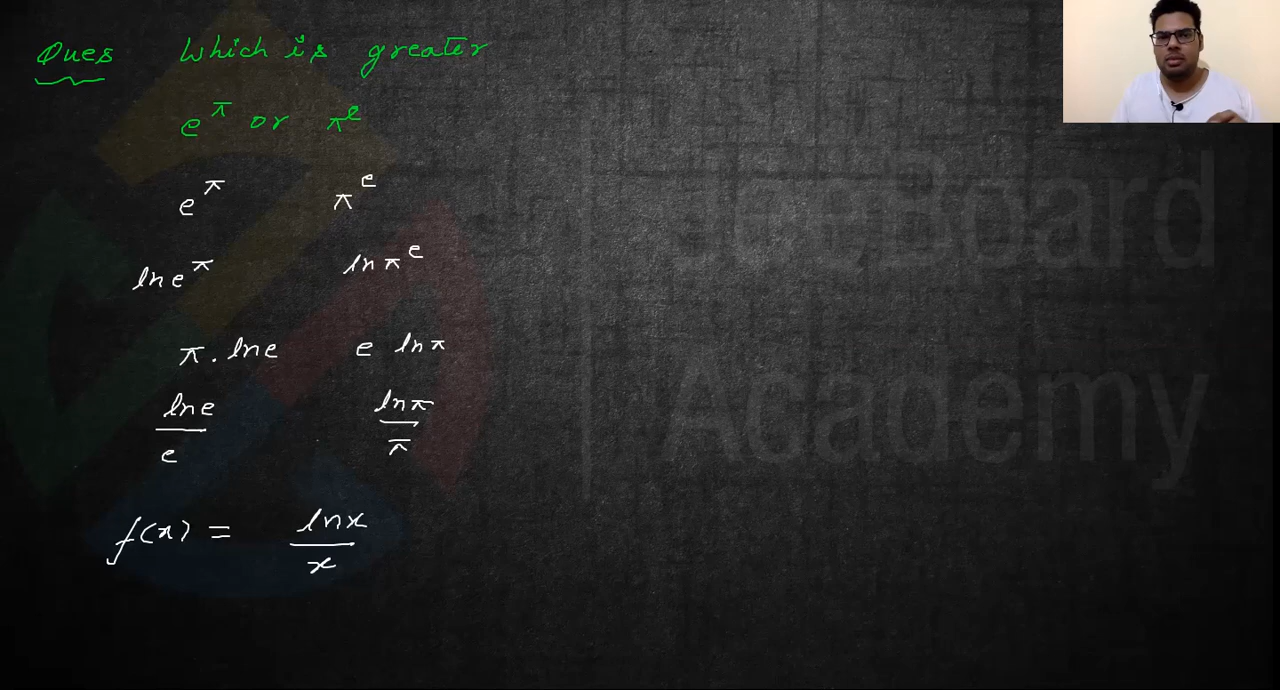 Ques Which is greater
e^π or π^e
e^π π^e
ln e^π ln π^e
π . ln e e ln π
ln e / e ln π / π
f(x) = ln x / x
JeeBoard
Academy